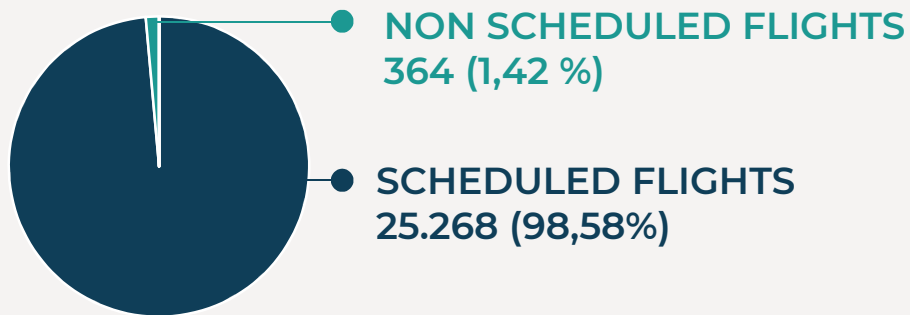 NON SCHEDULED FLIGHTS
364 (1,42 %)
SCHEDULED FLIGHTS
25.268 (98,58%)